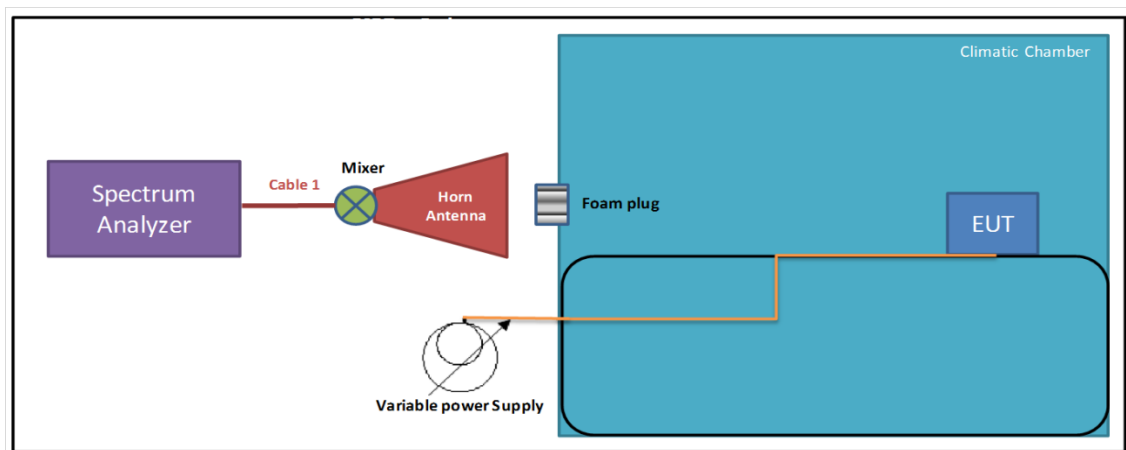 Climatic Chamber
Mixer
Cable 1
Spectrum
Analyzer
Horn
Antenna
Foam plug
EUT
Variable power Supply